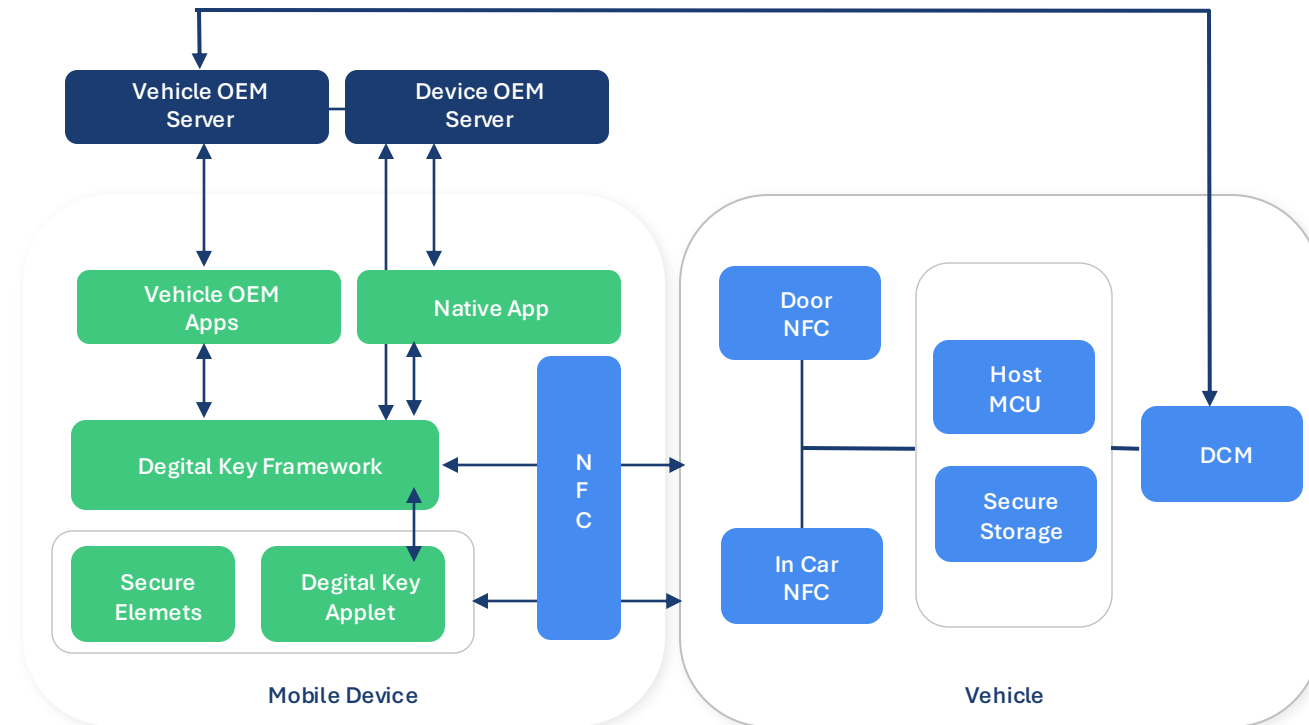 Vehicle OEM
Server
Device OEM
Server
Vehicle OEM
Apps
Native App
Degital Key Framework
N
F
C
Secure
Elemets
Degital Key
Applet
Mobile Device
Door
NFC
Host
MCU
DCM
Secure
Storage
In Car
NFC
Vehicle